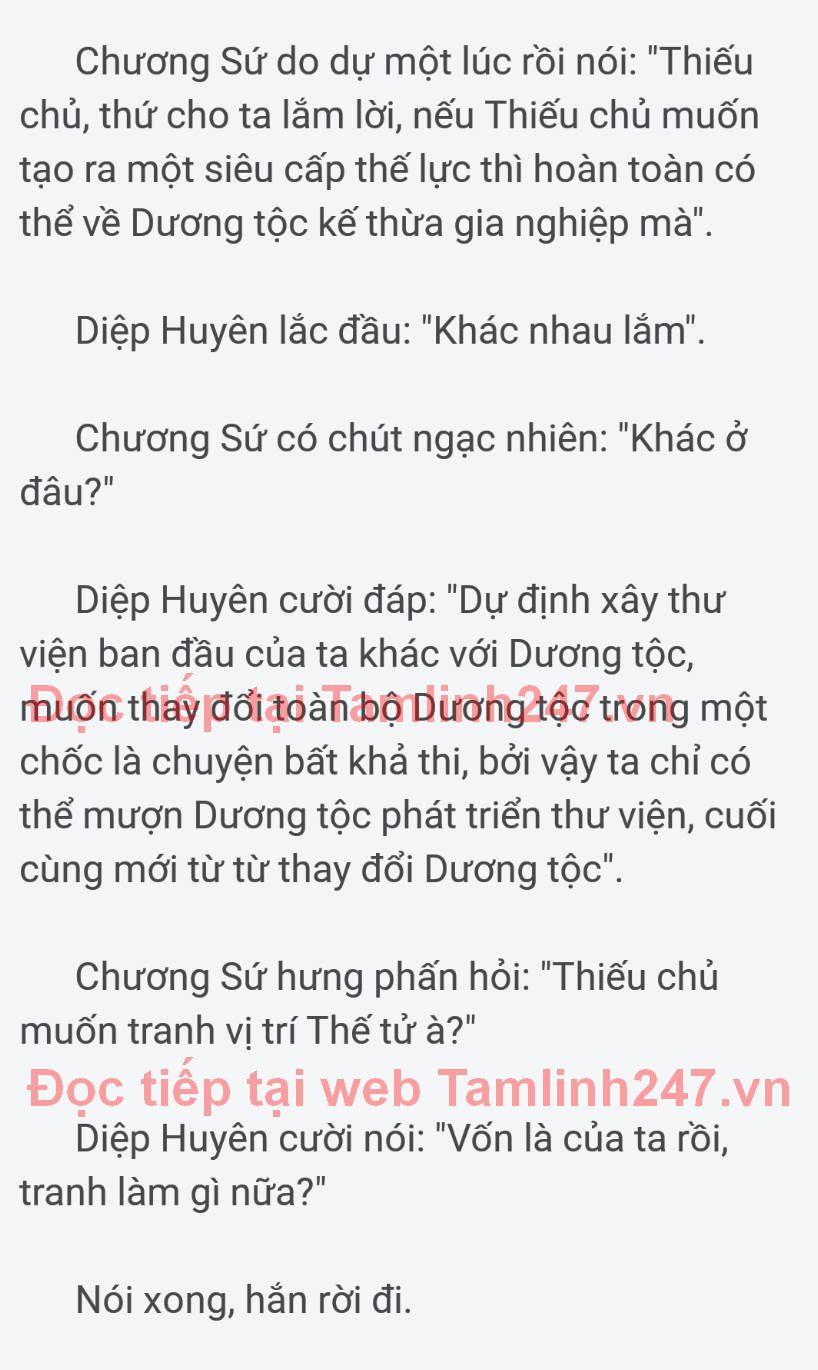 Chương Sứ do dự một lúc rồi nói: "Thiếu
chủ, thứ cho ta lắm lời, nếu Thiếu chủ muốn
tạo ra một siêu cấp thế lực thì hoàn toàn có
thể về Dương tộc kế thừa gia nghiệp mà".
Diệp Huyên lắc đầu: "Khác nhau lắm".
Chương Sứ có chút ngạc nhiên: "Khác ở
đâu?"
Diệp Huyên cười đáp: "Dự định xây thư
viện ban đầu của ta khác với Dương tộc,
muốn thay đổi toàn bộ Dương tộc trong một
Đọc tiếp tại Tamlinh247.vn
chốc là chuyện bất khả thi, bởi vậy ta chỉ có
thể mượn Dương tộc phát triển thư viện, cuối
cùng mới từ từ thay đổi Dương tộc".
Chương Sứ hưng phấn hỏi: "Thiếu chủ
muốn tranh vị trí Thế tử à?"
Đọc tiếp tại web Tamlinh247.vn
Diệp Huyên cười nói: "Vốn là của ta rồi,
tranh làm gì nữa?"
Nói xong, hắn rời đi.